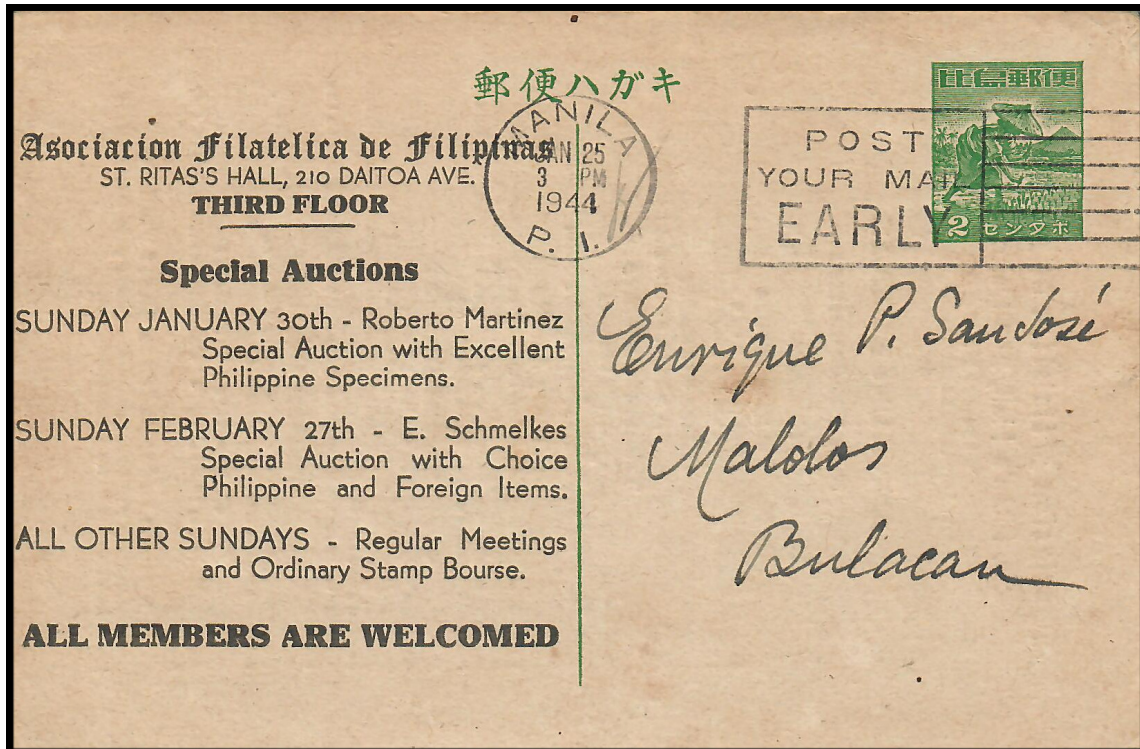 郵便ハガキ
比島郵便
2 センタボ
MANILA
JAN 25
3 PM
1944
P. I.
POST
YOUR MAIL
EARLY
Asociacion Filatelica de Filipinas
ST. RITAS'S HALL, 210 DAITOA AVE.
THIRD FLOOR
Special Auctions
SUNDAY JANUARY 30th - Roberto Martinez
Special Auction with Excellent
Philippine Specimens.
SUNDAY FEBRUARY 27th - E. Schmelkes
Special Auction with Choice
Philippine and Foreign Items.
ALL OTHER SUNDAYS - Regular Meetings
and Ordinary Stamp Bourse.
ALL MEMBERS ARE WELCOMED
Enrique P. San José
Malolos
Bulacan